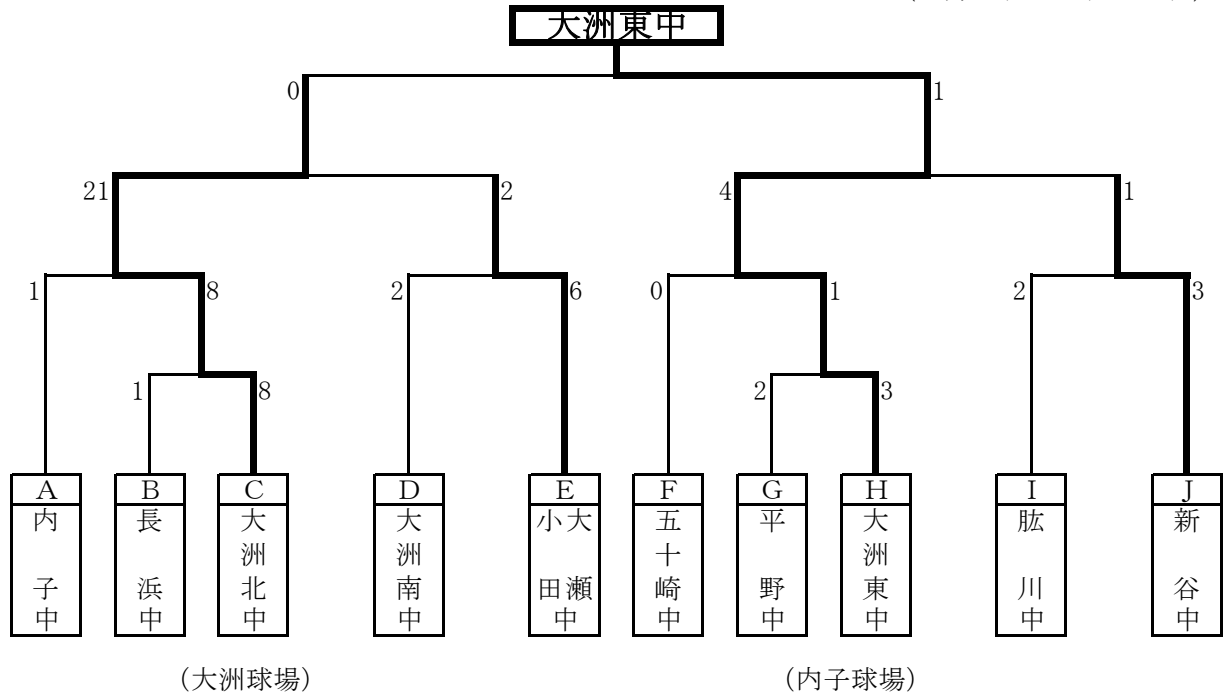 大洲東中
0 1
21 2 4 1
1 8 2 6 0 1 2 3
1 8 2 3
A B C D E F G H I J
内子中
長浜中
大洲北中
大洲南中
小田
大瀬
中
五十崎中
平野中
大洲東中
肱川中
新谷中
(大洲球場) (内子球場)